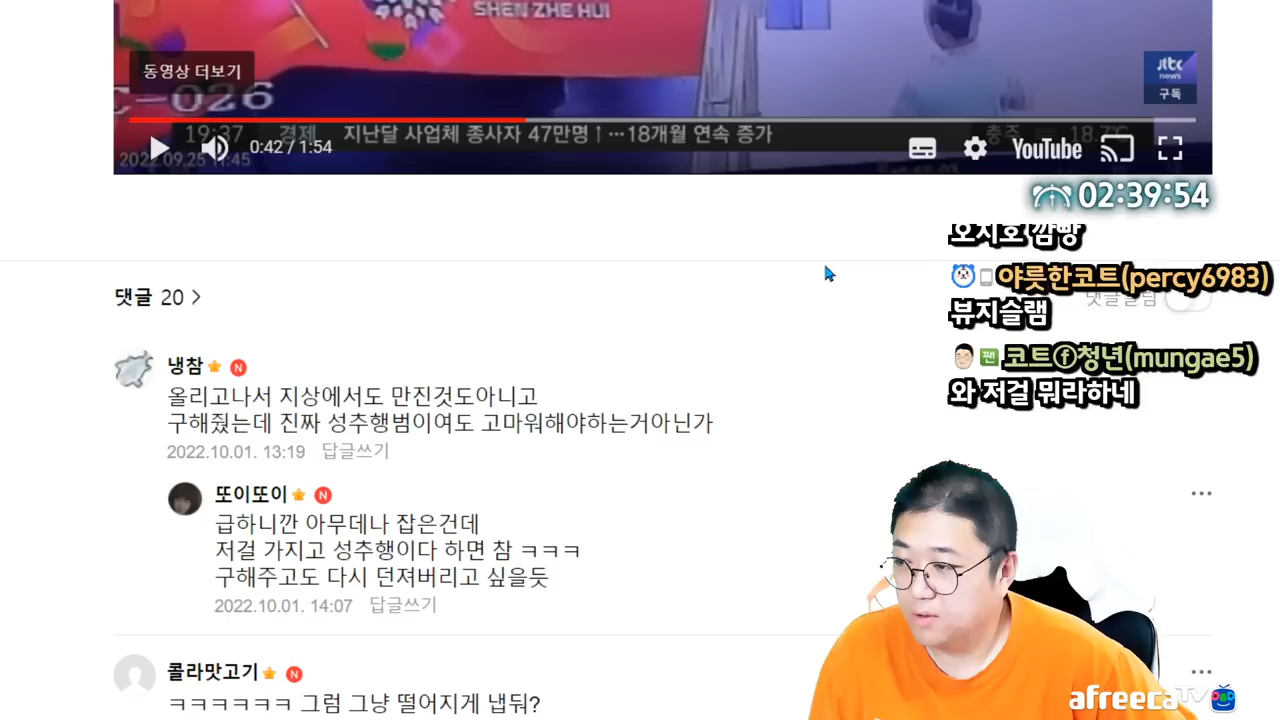 SHEN ZHE HUI
동영상 더보기
jtbc
news
구독
C-026
19:37 경제 지난달 사업체 종사자 47만명↑…18개월 연속 증가
충주 18.7℃
2022.09.25
0:42 / 1:54
YouTube
02:39:54
오지호 깜빵
야릇한코트(percy6983)
뷰지슬램
팬 코트ⓕ청년(mungae5)
와 저걸 뭐라하네
댓글 20 >
댓글알림
냉참 N
올리고나서 지상에서도 만진것도아니고
구해줬는데 진짜 성추행범이여도 고마워해야하는거아닌가
2022.10.01. 13:19 답글쓰기
또이또이 N
급하니깐 아무데나 잡은건데
저걸 가지고 성추행이다 하면 참 ㅋㅋㅋ
구해주고도 다시 던져버리고 싶을듯
2022.10.01. 14:07 답글쓰기
콜라맛고기 N
ㅋㅋㅋㅋㅋㅋ 그럼 그냥 떨어지게 냅둬?
afreecaTV